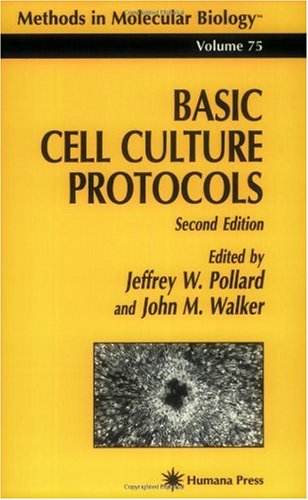 Methods in Molecular Biology™
Volume 75
BASIC
CELL CULTURE
PROTOCOLS
Second Edition
Edited by
Jeffrey W. Pollard
and John M. Walker
Humana Press